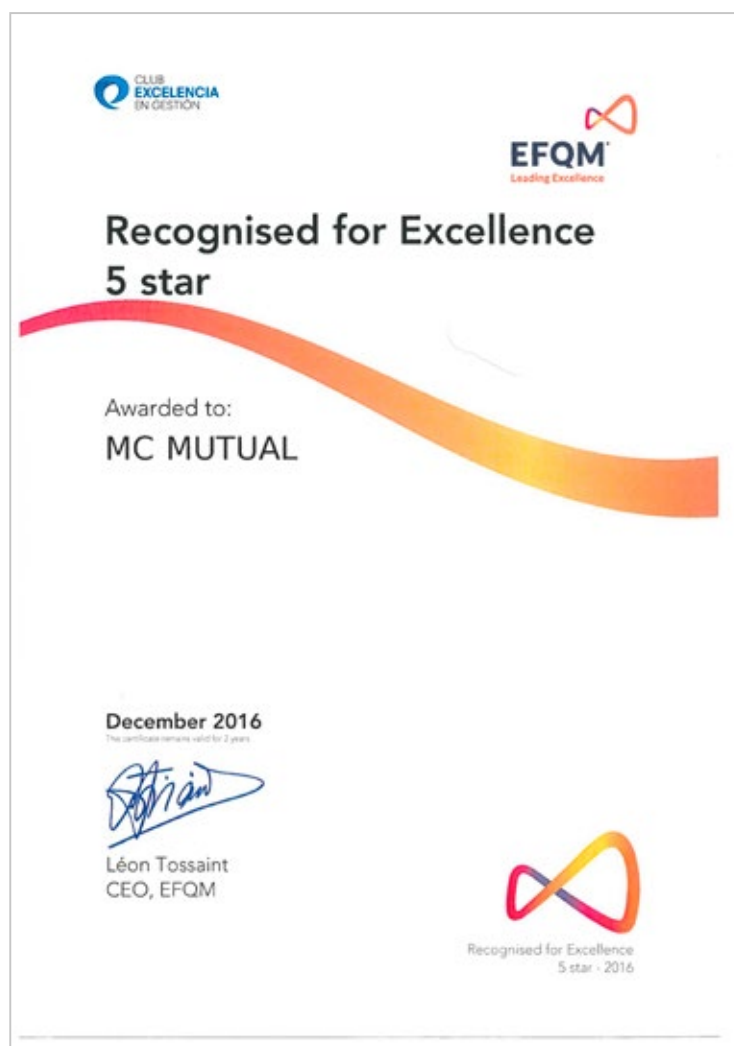 CLUB
EXCELENCIA
EN GESTIÓN
EFQM
Leading Excellence
Recognised for Excellence
5 star
Awarded to:
MC MUTUAL
December 2016
This certificate remains valid for 2 years
Léon Tossaint
CEO, EFQM
Recognised for Excellence
5 star - 2016